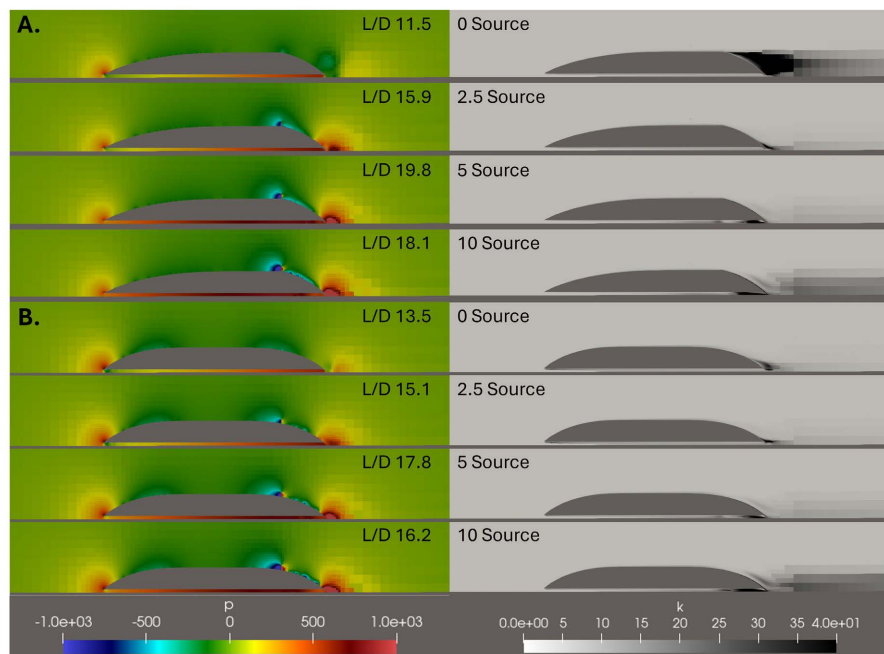 A.
L/D 11.5 0 Source
L/D 15.9 2.5 Source
L/D 19.8 5 Source
L/D 18.1 10 Source
B.
L/D 13.5 0 Source
L/D 15.1 2.5 Source
L/D 17.8 5 Source
L/D 16.2 10 Source
p k
-1.0e+03 -500 0 500 1.0e+03 0.0e+00 5 10 15 20 25 30 35 4.0e+01